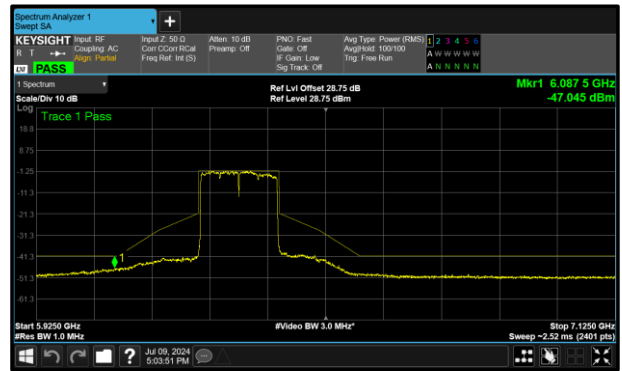 Spectrum Analyzer 1
Swept SA
KEYSIGHT Input: RF Input Z: 50 Ω Atten: 10 dB PNO: Fast Avg Type: Power (RMS) 1 2 3 4 5 6
R T Coupling: AC Corr CCorr RCal Preamp: Off Gate: Off Avg|Hold: 100/100 A W W W W W
Align: Partial Freq Ref: Int (S) IF Gain: Low Trig: Free Run
LXI PASS Sig Track: Off A N N N N N
1 Spectrum Ref Lvl Offset 28.75 dB Mkr1 6.087 5 GHz
Scale/Div 10 dB Ref Level 28.75 dBm -47.045 dBm
Log
Trace 1 Pass
18.8
8.75
-1.25
-11.3
-21.3
-31.3
-41.3
1
-51.3
-61.3
Start 5.9250 GHz #Video BW 3.0 MHz* Stop 7.1250 GHz
#Res BW 1.0 MHz Sweep ~2.52 ms (2401 pts)
? Jul 09, 2024
5:03:51 PM